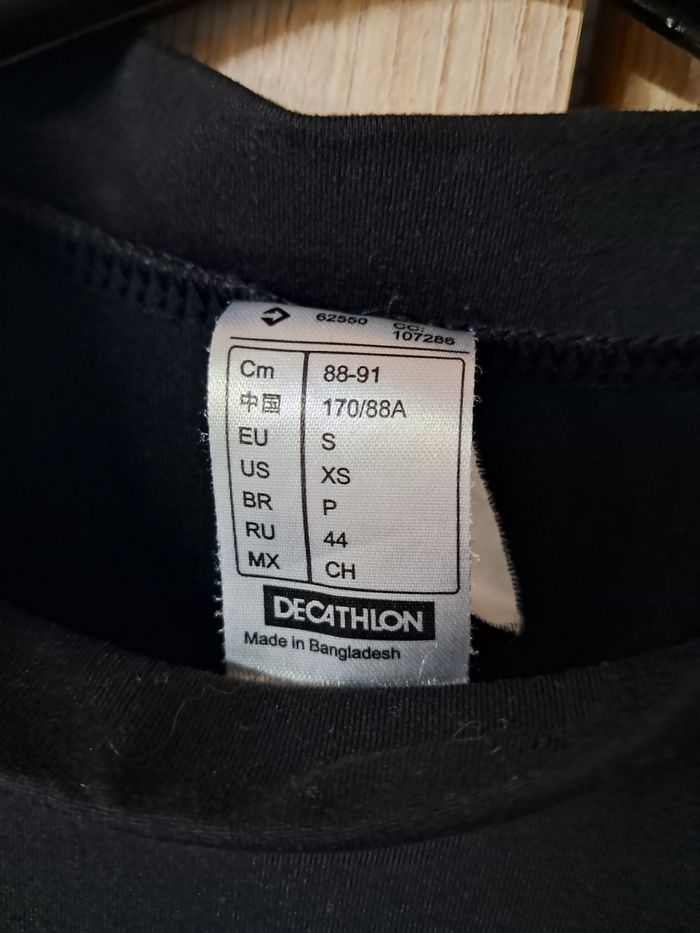 62550 CC:
107286
Cm 88-91
中国 170/88A
EU S
US XS
BR P
RU 44
MX CH
DECATHLON
Made in Bangladesh